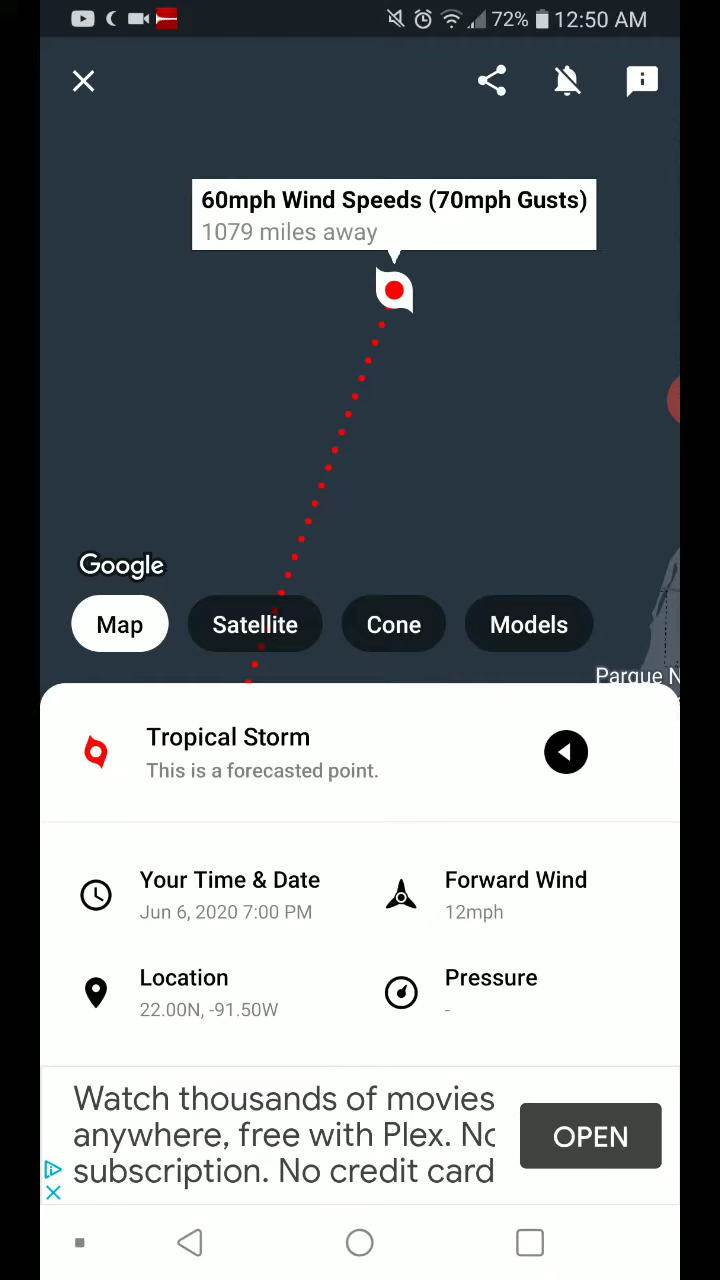 72% 12:50 AM
60mph Wind Speeds (70mph Gusts)
1079 miles away
Google
Map Satellite Cone Models
Parque N
Tropical Storm
This is a forecasted point.
Your Time & Date Forward Wind
Jun 6, 2020 7:00 PM 12mph
Location Pressure
22.00N, -91.50W -
Watch thousands of movies
anywhere, free with Plex. No
subscription. No credit card
OPEN